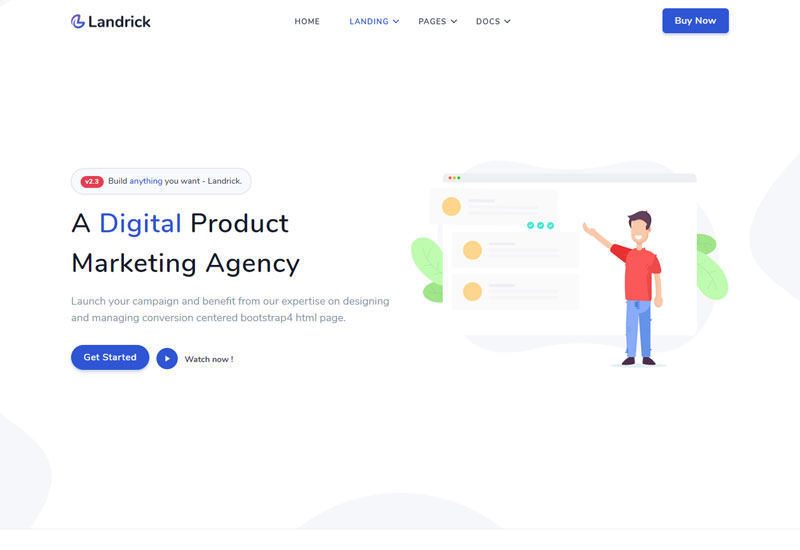 Landrick
HOME
LANDING
PAGES
DOCS
Buy Now
v2.3 Build anything you want - Landrick.
A Digital Product
Marketing Agency
Launch your campaign and benefit from our expertise on designing
and managing conversion centered bootstrap4 html page.
Get Started
Watch now !